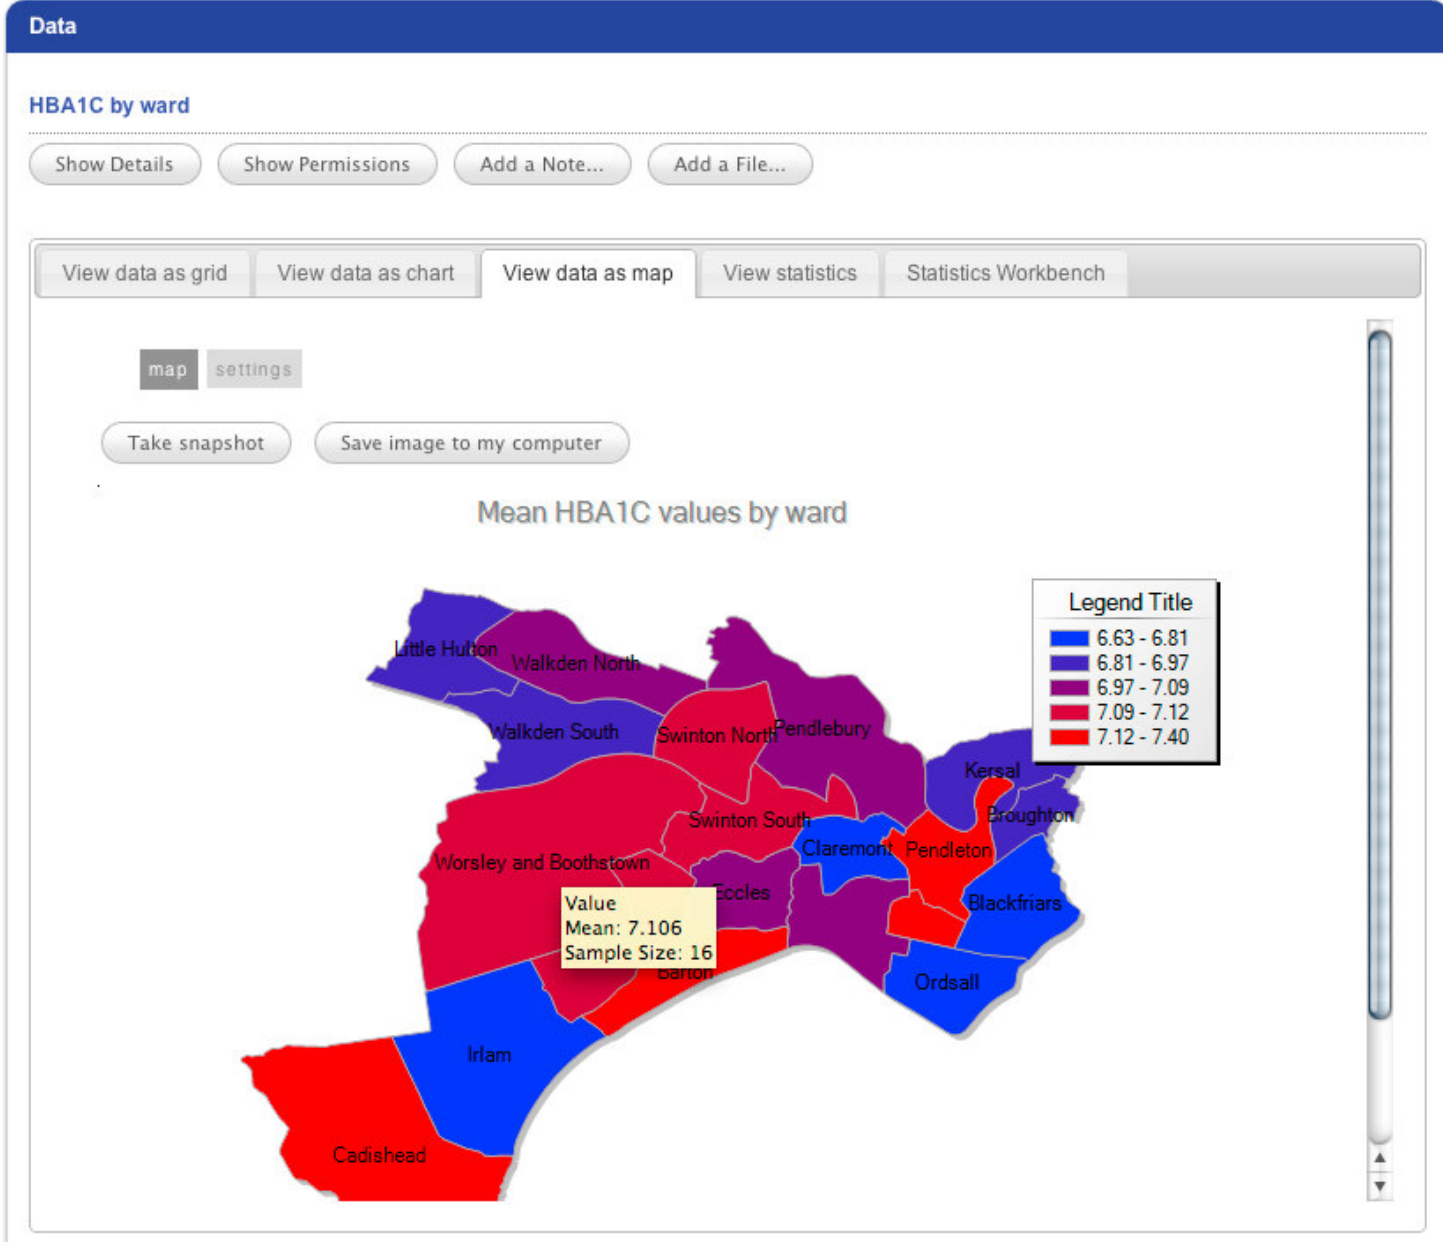 Data
HBA1C by ward
Show Details Show Permissions Add a Note... Add a File...
View data as grid View data as chart View data as map View statistics Statistics Workbench
map settings
Take snapshot Save image to my computer
Mean HBA1C values by ward
Legend Title
6.63 - 6.81
6.81 - 6.97
6.97 - 7.09
7.09 - 7.12
7.12 - 7.40
Little Hulton
Walkden North
Walkden South
Swinton North
Pendlebury
Kersal
Broughton
Swinton South
Claremont
Pendleton
Worsley and Boothstown
Eccles
Blackfriars
Value
Mean: 7.106
Sample Size: 16
Barton
Ordsall
Irlam
Cadishead